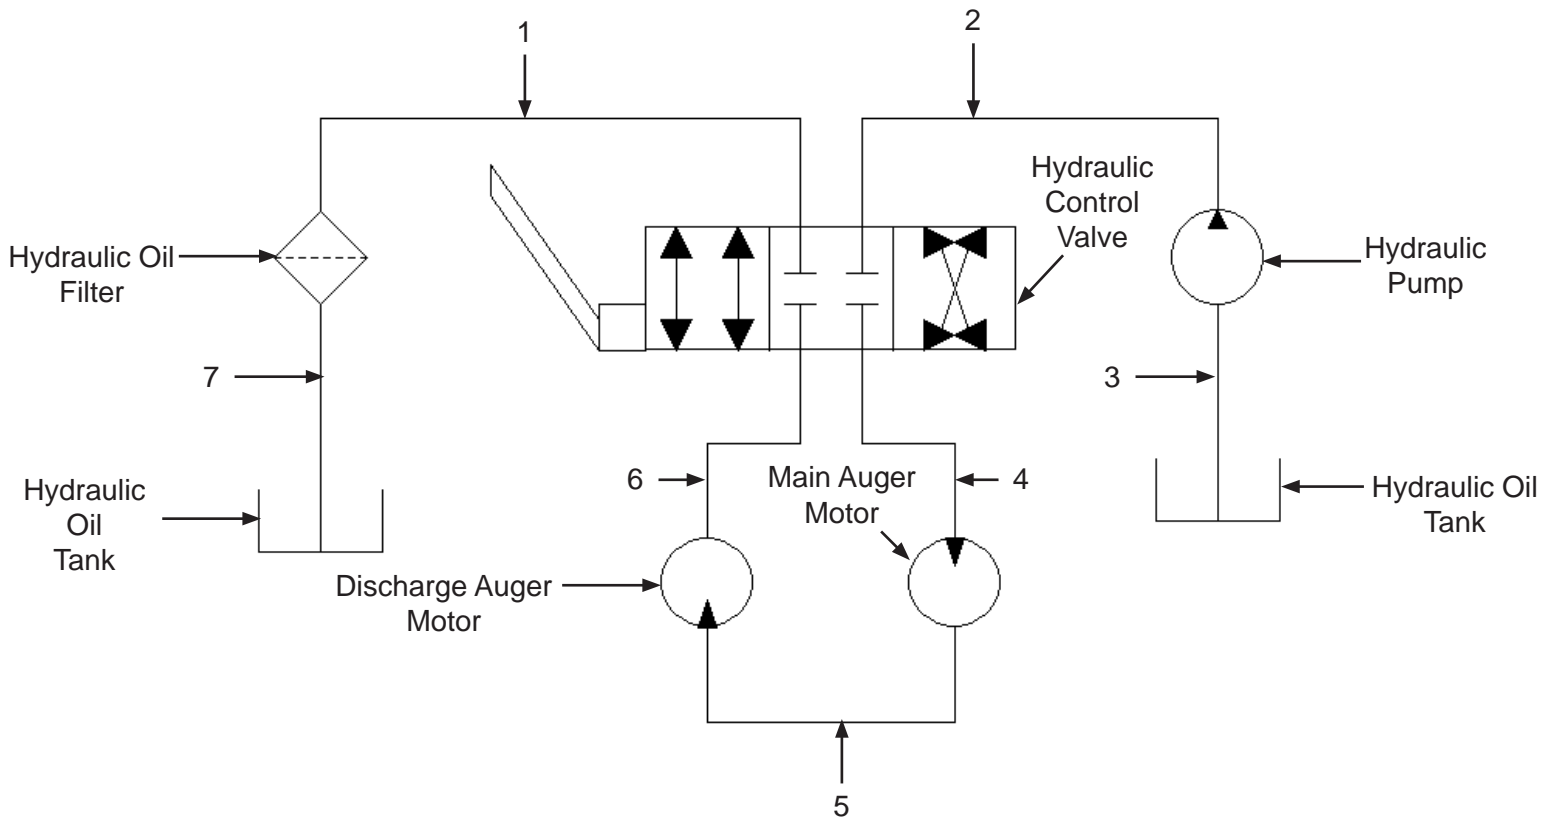 1
2
Hydraulic
Control
Valve
Hydraulic Oil
Filter
Hydraulic
Pump
7
3
Hydraulic
Oil
Tank
6
Main Auger
Motor
4
Hydraulic Oil
Tank
Discharge Auger
Motor
5